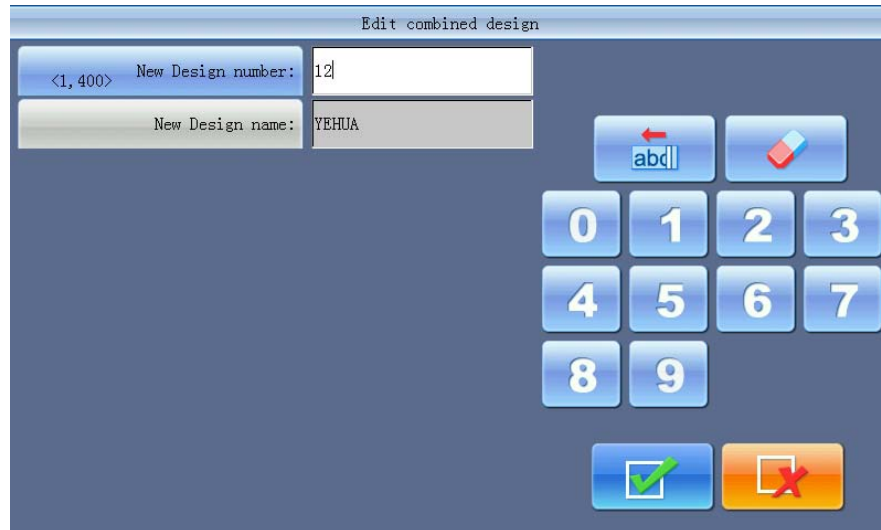 Edit combined design
<1,400> New Design number: 12
New Design name: YEHUA
abc
0 1 2 3
4 5 6 7
8 9